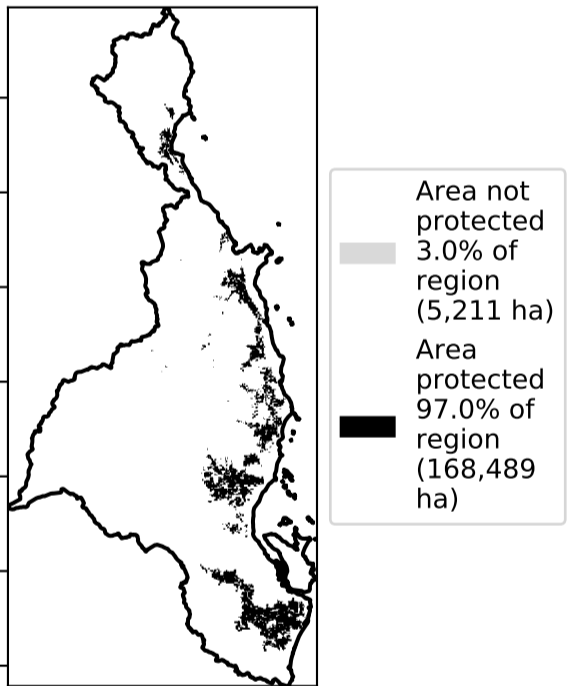 Area not
protected
3.0% of
region
(5,211 ha)
Area
protected
97.0% of
region
(168,489
ha)